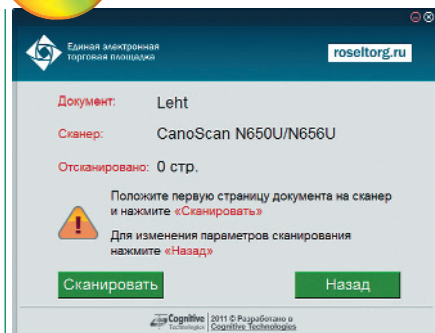 Единая электронная
торговая площадка
roseltorg.ru
Документ: Leht
Сканер: CanoScan N650U/N656U
Отсканировано: 0 стр.
Положите первую страницу документа на сканер
и нажмите «Сканировать»
Для изменения параметров сканирования
нажмите «Назад»
Сканировать Назад
Cognitive Technologies 2011 © Разработано в
Cognitive Technologies